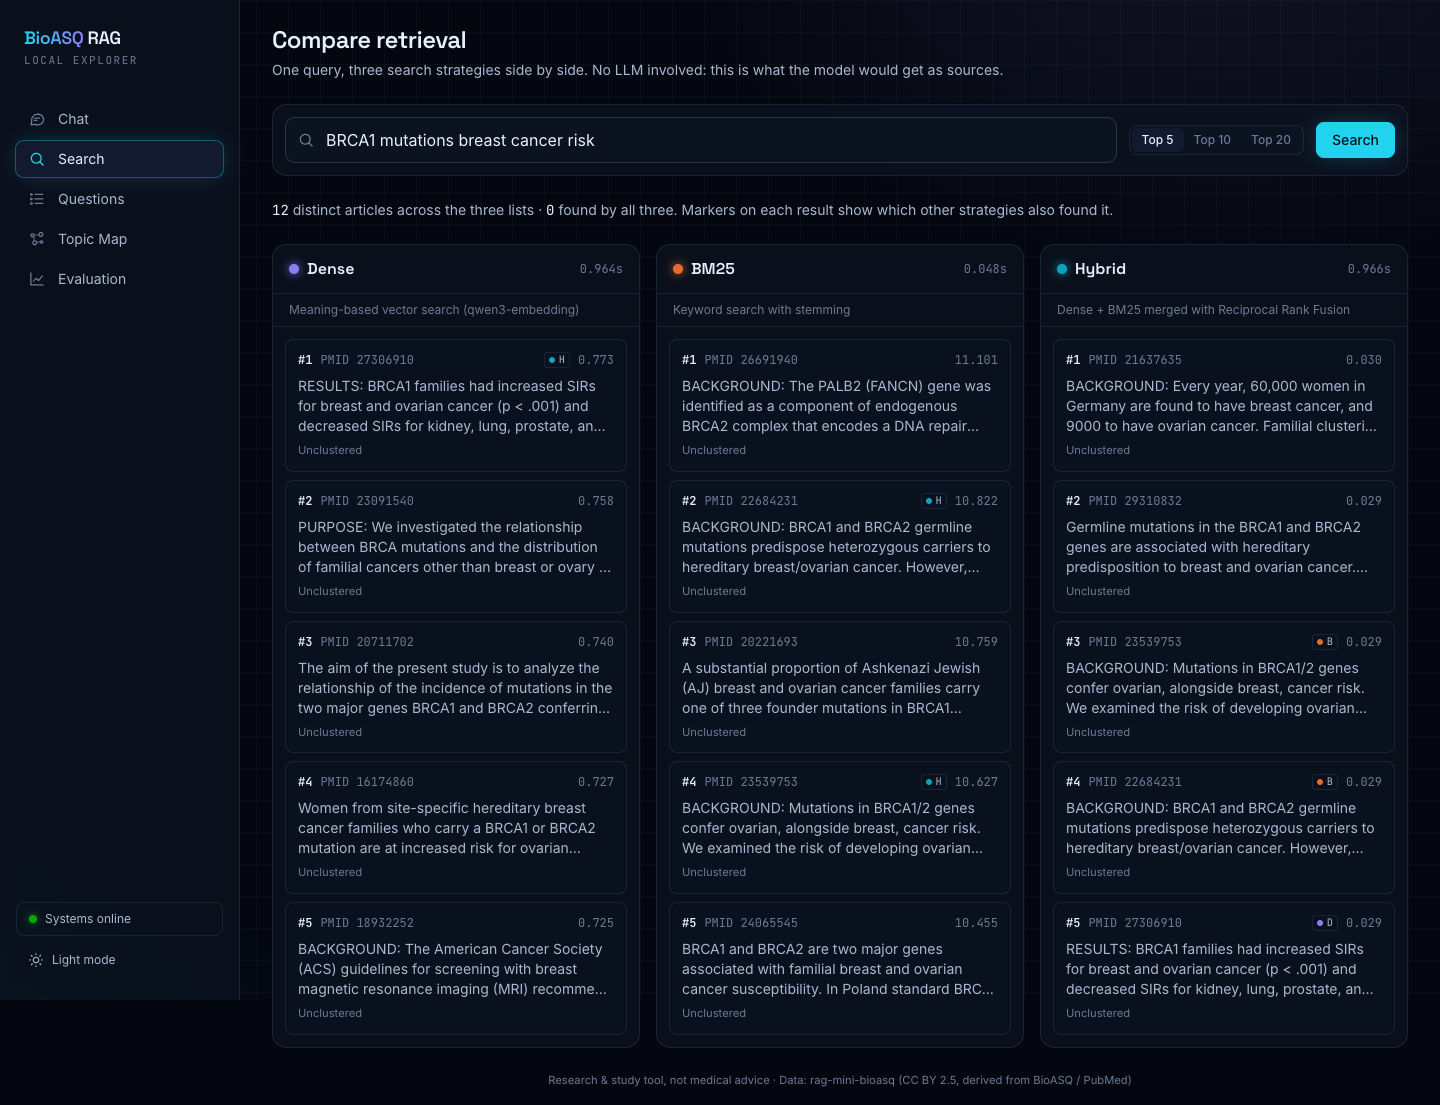 BioASQ RAG
LOCAL EXPLORER
Chat
Search
Questions
Topic Map
Evaluation
Systems online
Light mode
Compare retrieval
One query, three search strategies side by side. No LLM involved: this is what the model would get as sources.
BRCA1 mutations breast cancer risk
Top 5 Top 10 Top 20
Search
12 distinct articles across the three lists · 0 found by all three. Markers on each result show which other strategies also found it.
Dense 0.964s
Meaning-based vector search (qwen3-embedding)
#1 PMID 27306910 H 0.773
RESULTS: BRCA1 families had increased SIRs
for breast and ovarian cancer (p < .001) and
decreased SIRs for kidney, lung, prostate, an...
Unclustered
#2 PMID 23091540 0.758
PURPOSE: We investigated the relationship
between BRCA mutations and the distribution
of familial cancers other than breast or ovary ...
Unclustered
#3 PMID 20711702 0.740
The aim of the present study is to analyze the
relationship of the incidence of mutations in the
two major genes BRCA1 and BRCA2 conferrin...
Unclustered
#4 PMID 16174860 0.727
Women from site-specific hereditary breast
cancer families who carry a BRCA1 or BRCA2
mutation are at increased risk for ovarian...
Unclustered
#5 PMID 18932252 0.725
BACKGROUND: The American Cancer Society
(ACS) guidelines for screening with breast
magnetic resonance imaging (MRI) recomme...
Unclustered
BM25 0.048s
Keyword search with stemming
#1 PMID 26691940 11.101
BACKGROUND: The PALB2 (FANCN) gene was
identified as a component of endogenous
BRCA2 complex that encodes a DNA repair...
Unclustered
#2 PMID 22684231 H 10.822
BACKGROUND: BRCA1 and BRCA2 germline
mutations predispose heterozygous carriers to
hereditary breast/ovarian cancer. However,...
Unclustered
#3 PMID 20221693 10.759
A substantial proportion of Ashkenazi Jewish
(AJ) breast and ovarian cancer families carry
one of three founder mutations in BRCA1...
Unclustered
#4 PMID 23539753 H 10.627
BACKGROUND: Mutations in BRCA1/2 genes
confer ovarian, alongside breast, cancer risk.
We examined the risk of developing ovarian...
Unclustered
#5 PMID 24065545 10.455
BRCA1 and BRCA2 are two major genes
associated with familial breast and ovarian
cancer susceptibility. In Poland standard BRC...
Unclustered
Hybrid 0.966s
Dense + BM25 merged with Reciprocal Rank Fusion
#1 PMID 21637635 0.030
BACKGROUND: Every year, 60,000 women in
Germany are found to have breast cancer, and
9000 to have ovarian cancer. Familial clusteri...
Unclustered
#2 PMID 29310832 0.029
Germline mutations in the BRCA1 and BRCA2
genes are associated with hereditary
predisposition to breast and ovarian cancer....
Unclustered
#3 PMID 23539753 B 0.029
BACKGROUND: Mutations in BRCA1/2 genes
confer ovarian, alongside breast, cancer risk.
We examined the risk of developing ovarian...
Unclustered
#4 PMID 22684231 B 0.029
BACKGROUND: BRCA1 and BRCA2 germline
mutations predispose heterozygous carriers to
hereditary breast/ovarian cancer. However,...
Unclustered
#5 PMID 27306910 D 0.029
RESULTS: BRCA1 families had increased SIRs
for breast and ovarian cancer (p < .001) and
decreased SIRs for kidney, lung, prostate, an...
Unclustered
Research & study tool, not medical advice · Data: rag-mini-bioasq (CC BY 2.5, derived from BioASQ / PubMed)